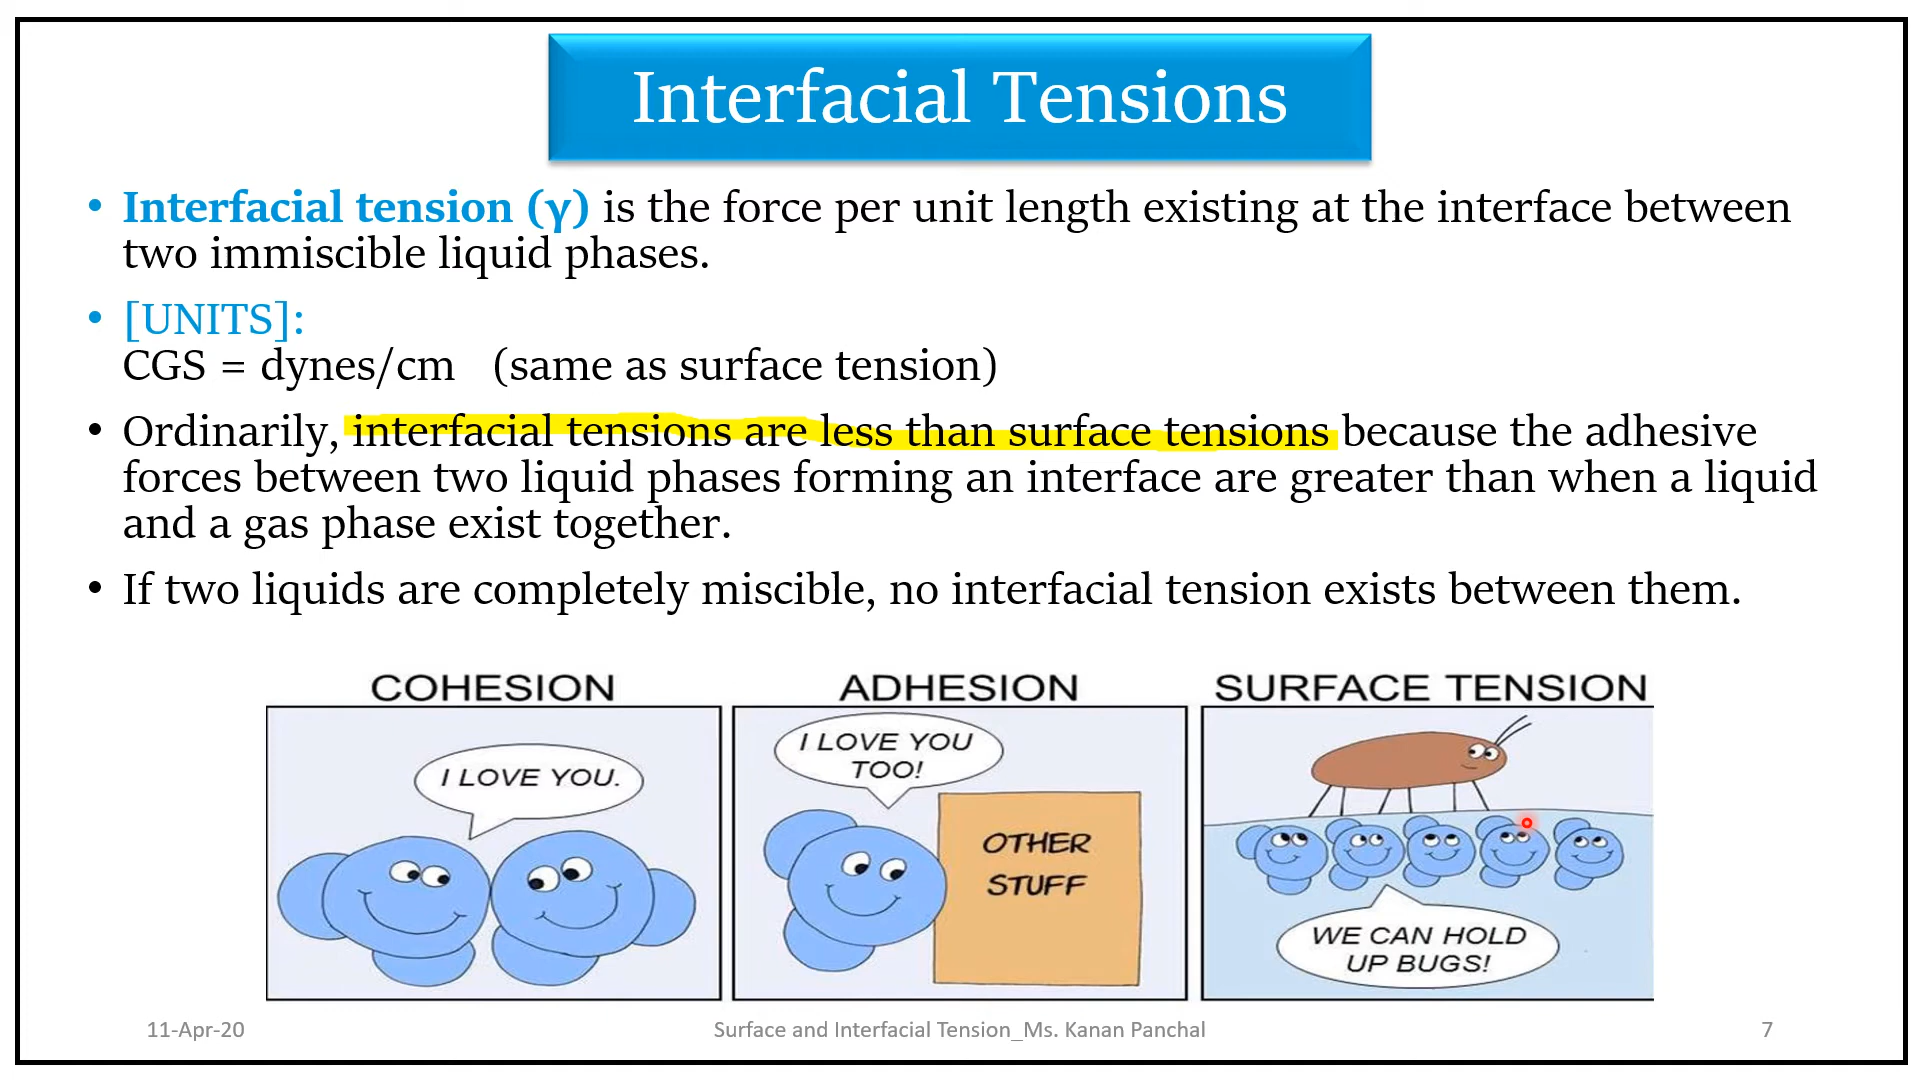 Interfacial Tensions
• Interfacial tension (γ) is the force per unit length existing at the interface between
two immiscible liquid phases.
• [UNITS]:
CGS = dynes/cm (same as surface tension)
• Ordinarily, interfacial tensions are less than surface tensions because the adhesive
forces between two liquid phases forming an interface are greater than when a liquid
and a gas phase exist together.
• If two liquids are completely miscible, no interfacial tension exists between them.
COHESION
I LOVE YOU.
ADHESION
I LOVE YOU
TOO!
OTHER
STUFF
SURFACE TENSION
WE CAN HOLD
UP BUGS!
11-Apr-20
Surface and Interfacial Tension_Ms. Kanan Panchal
7